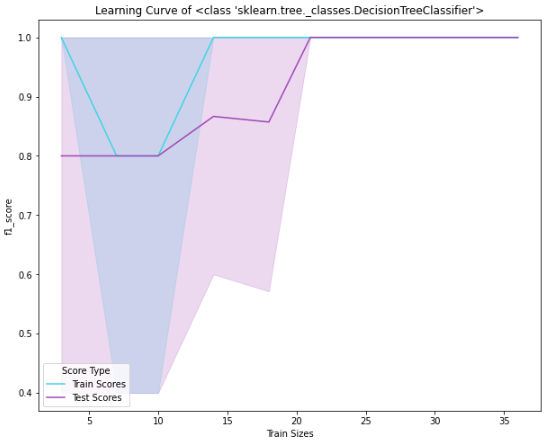 Learning Curve of <class 'sklearn.tree._classes.DecisionTreeClassifier'>
1.0
0.9
0.8
0.7
0.6
0.5
0.4
f1_score
Score Type
Train Scores
Test Scores
5 10 15 20 25 30 35
Train Sizes